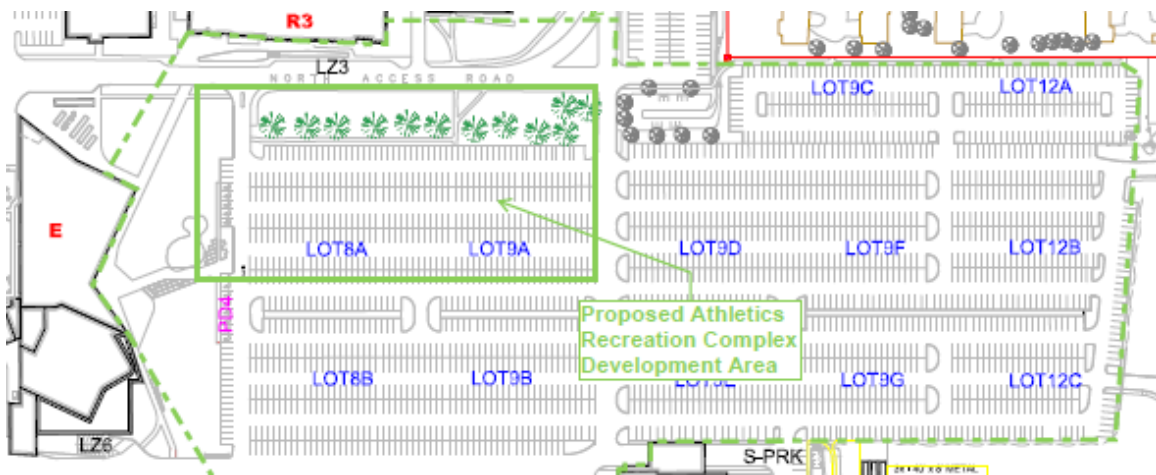 R3
LZ3
NORTH ACCESS ROAD
LOT9C
LOT12A
E
LOT8A
LOT9A
LOT9D
LOT9F
LOT12B
PD4
Proposed Athletics
Recreation Complex
Development Area
LOT8B
LOT9B
LOT9G
LOT12C
LZ6
S-PRK